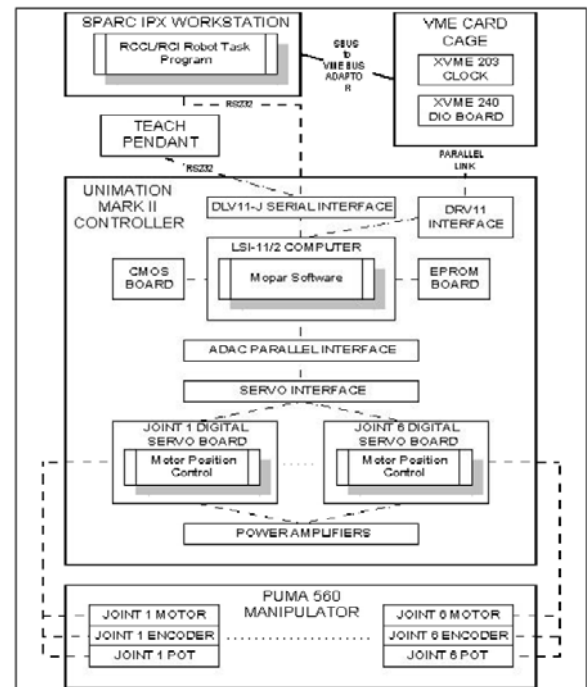 SPARC IPX WORKSTATION
RCCL/RCI Robot Task
Program
SBUS
to
VME BUS
ADAPTO
R
VME CARD
CAGE
XVME 203
CLOCK
XVME 240
DIO BOARD
RS232
TEACH
PENDANT
RS232
PARALLEL
LINK
UNIMATION
MARK II
CONTROLLER
DLV11-J SERIAL INTERFACE
DRV11
INTERFACE
LSI-11/2 COMPUTER
Mopar Software
CMOS
BOARD
EPROM
BOARD
ADAC PARALLEL INTERFACE
SERVO INTERFACE
JOINT 1 DIGITAL
SERVO BOARD
Motor Position
Control
JOINT 6 DIGITAL
SERVO BOARD
Motor Position
Control
POWER AMPLIFIERS
PUMA 560
MANIPULATOR
JOINT 1 MOTOR
JOINT 1 ENCODER
JOINT 1 POT
JOINT 6 MOTOR
JOINT 6 ENCODER
JOINT 6 POT